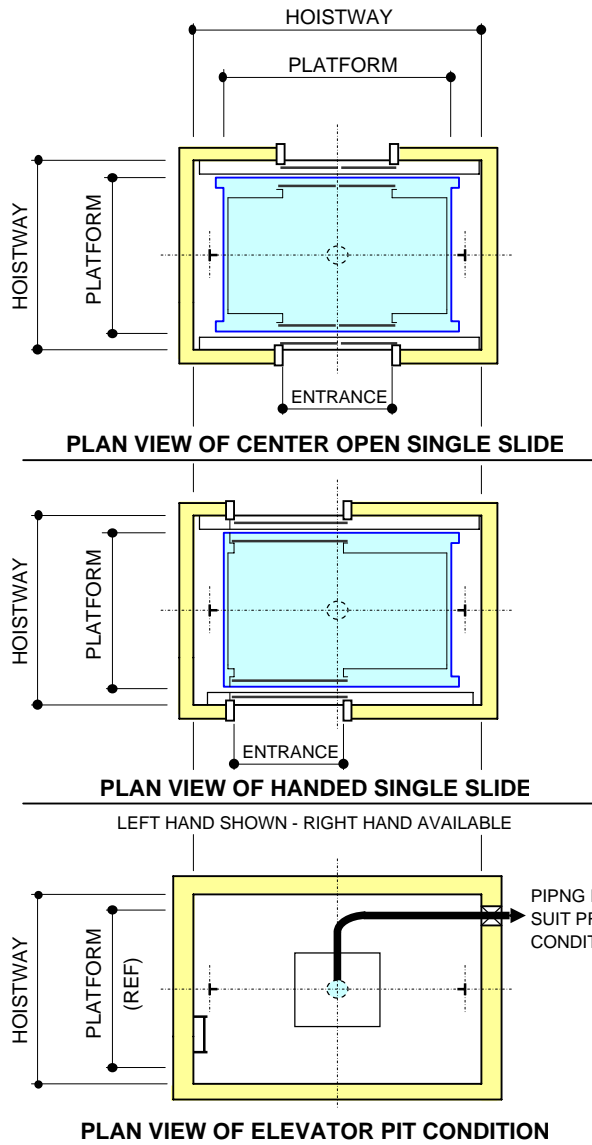 HOISTWAY
PLATFORM
HOISTWAY
PLATFORM
ENTRANCE
PLAN VIEW OF CENTER OPEN SINGLE SLIDE
HOISTWAY
PLATFORM
ENTRANCE
PLAN VIEW OF HANDED SINGLE SLIDE
LEFT HAND SHOWN - RIGHT HAND AVAILABLE
HOISTWAY
PLATFORM
(REF)
PIPNG
SUIT
PLAN VIEW OF ELEVATOR PIT CONDITION